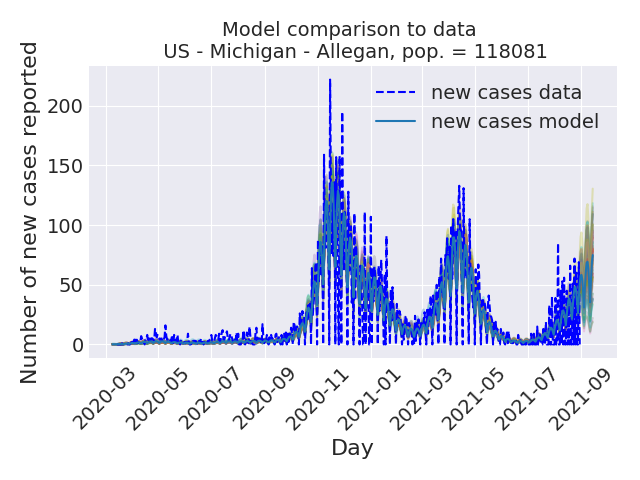 Model comparison to data
US - Michigan - Allegan, pop. = 118081
Number of new cases reported
200
150
100
50
0
new cases data
new cases model
2020-03
2020-05
2020-07
2020-09
2020-11
2021-01
2021-03
2021-05
2021-07
2021-09
Day